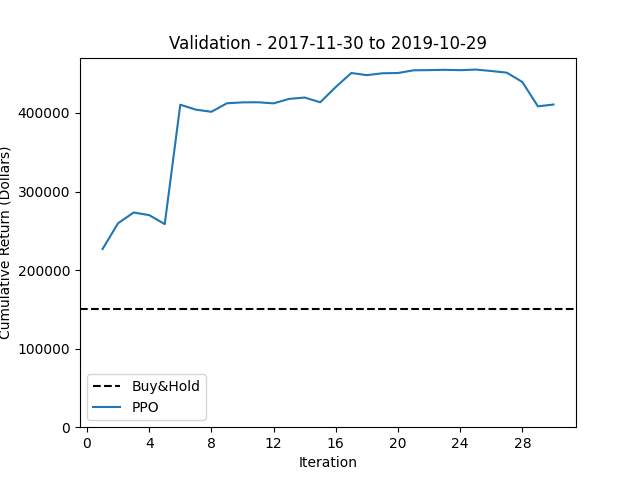 Validation - 2017-11-30 to 2019-10-29
Cumulative Return (Dollars)
400000
300000
200000
100000
0
Buy&Hold
PPO
0 4 8 12 16 20 24 28
Iteration